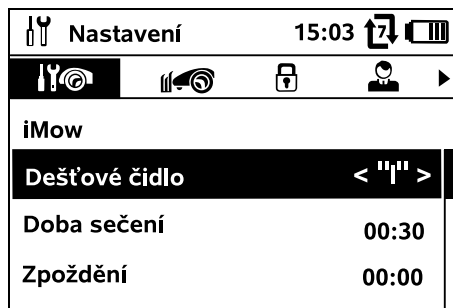 Nastavení 15:03 7
iMow
Dešťové čidlo < "I" >
Doba sečení 00:30
Zpoždění 00:00